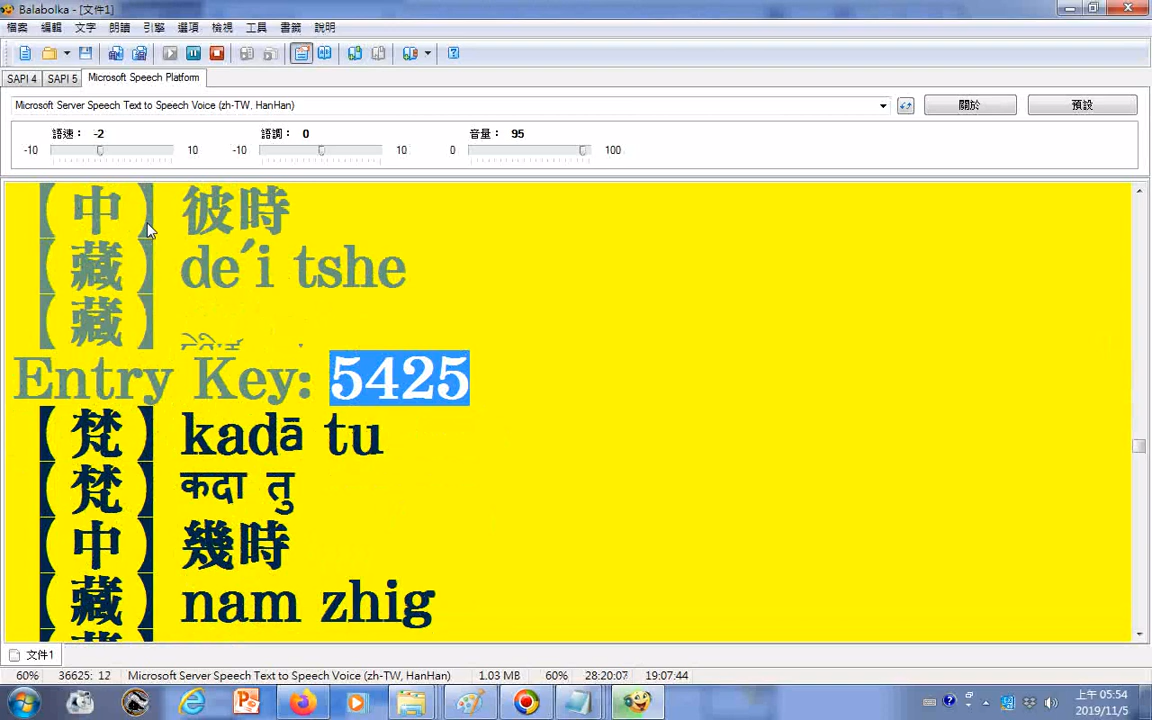 Balabolka - [文件1]
檔案 編輯 文字 朗讀 引擎 選項 檢視 工具 書籤 說明
SAPI 4 SAPI 5 Microsoft Speech Platform
Microsoft Server Speech Text to Speech Voice (zh-TW, HanHan) 關於 預設
語速： -2 語調： 0 音量： 95
-10 10 -10 10 0 100
【中】 彼時
【藏】 de´i tshe
【藏】
Entry Key: 5425
【梵】 kadā tu
【梵】 कदा तु
【中】 幾時
【藏】 nam zhig
文件1
60% 36625: 12 Microsoft Server Speech Text to Speech Voice (zh-TW, HanHan) 1.03 MB 60% 28:20:07 19:07:44
上午 05:54
2019/11/5